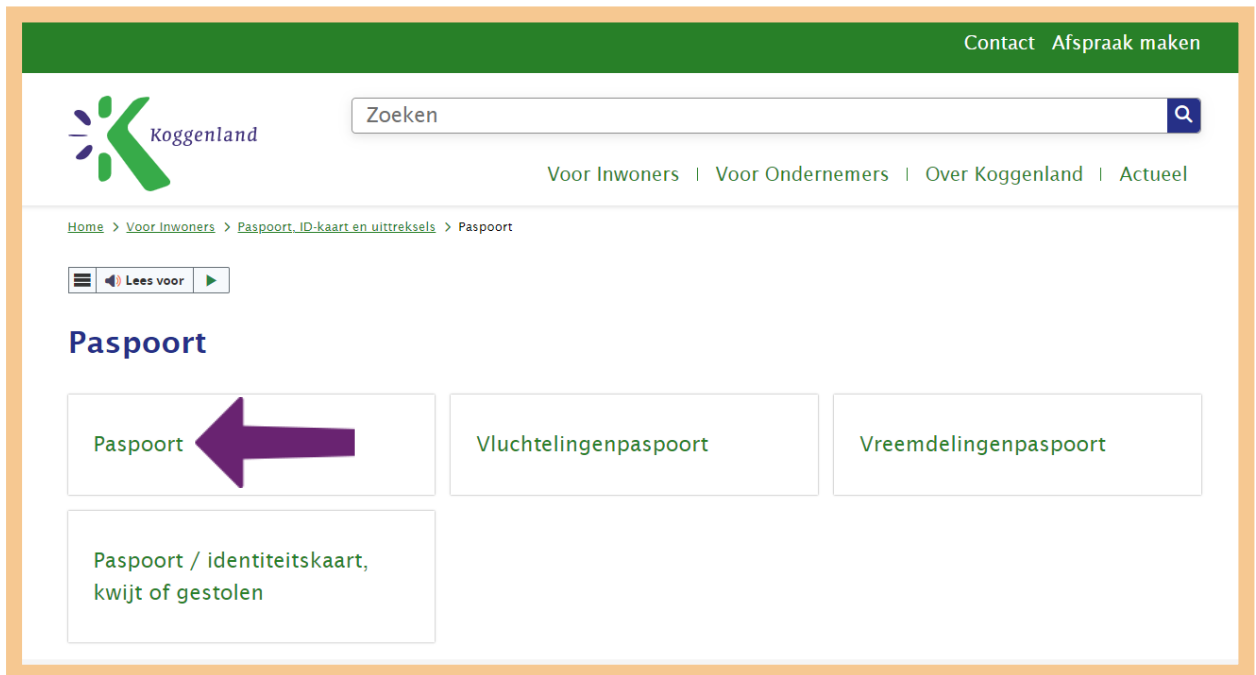 Contact Afspraak maken
Koggenland
Zoeken
Voor Inwoners | Voor Ondernemers | Over Koggenland | Actueel
Home > Voor Inwoners > Paspoort, ID-kaart en uittreksels > Paspoort
Lees voor
Paspoort
Paspoort
Vluchtelingenpaspoort
Vreemdelingenpaspoort
Paspoort / identiteitskaart,
kwijt of gestolen